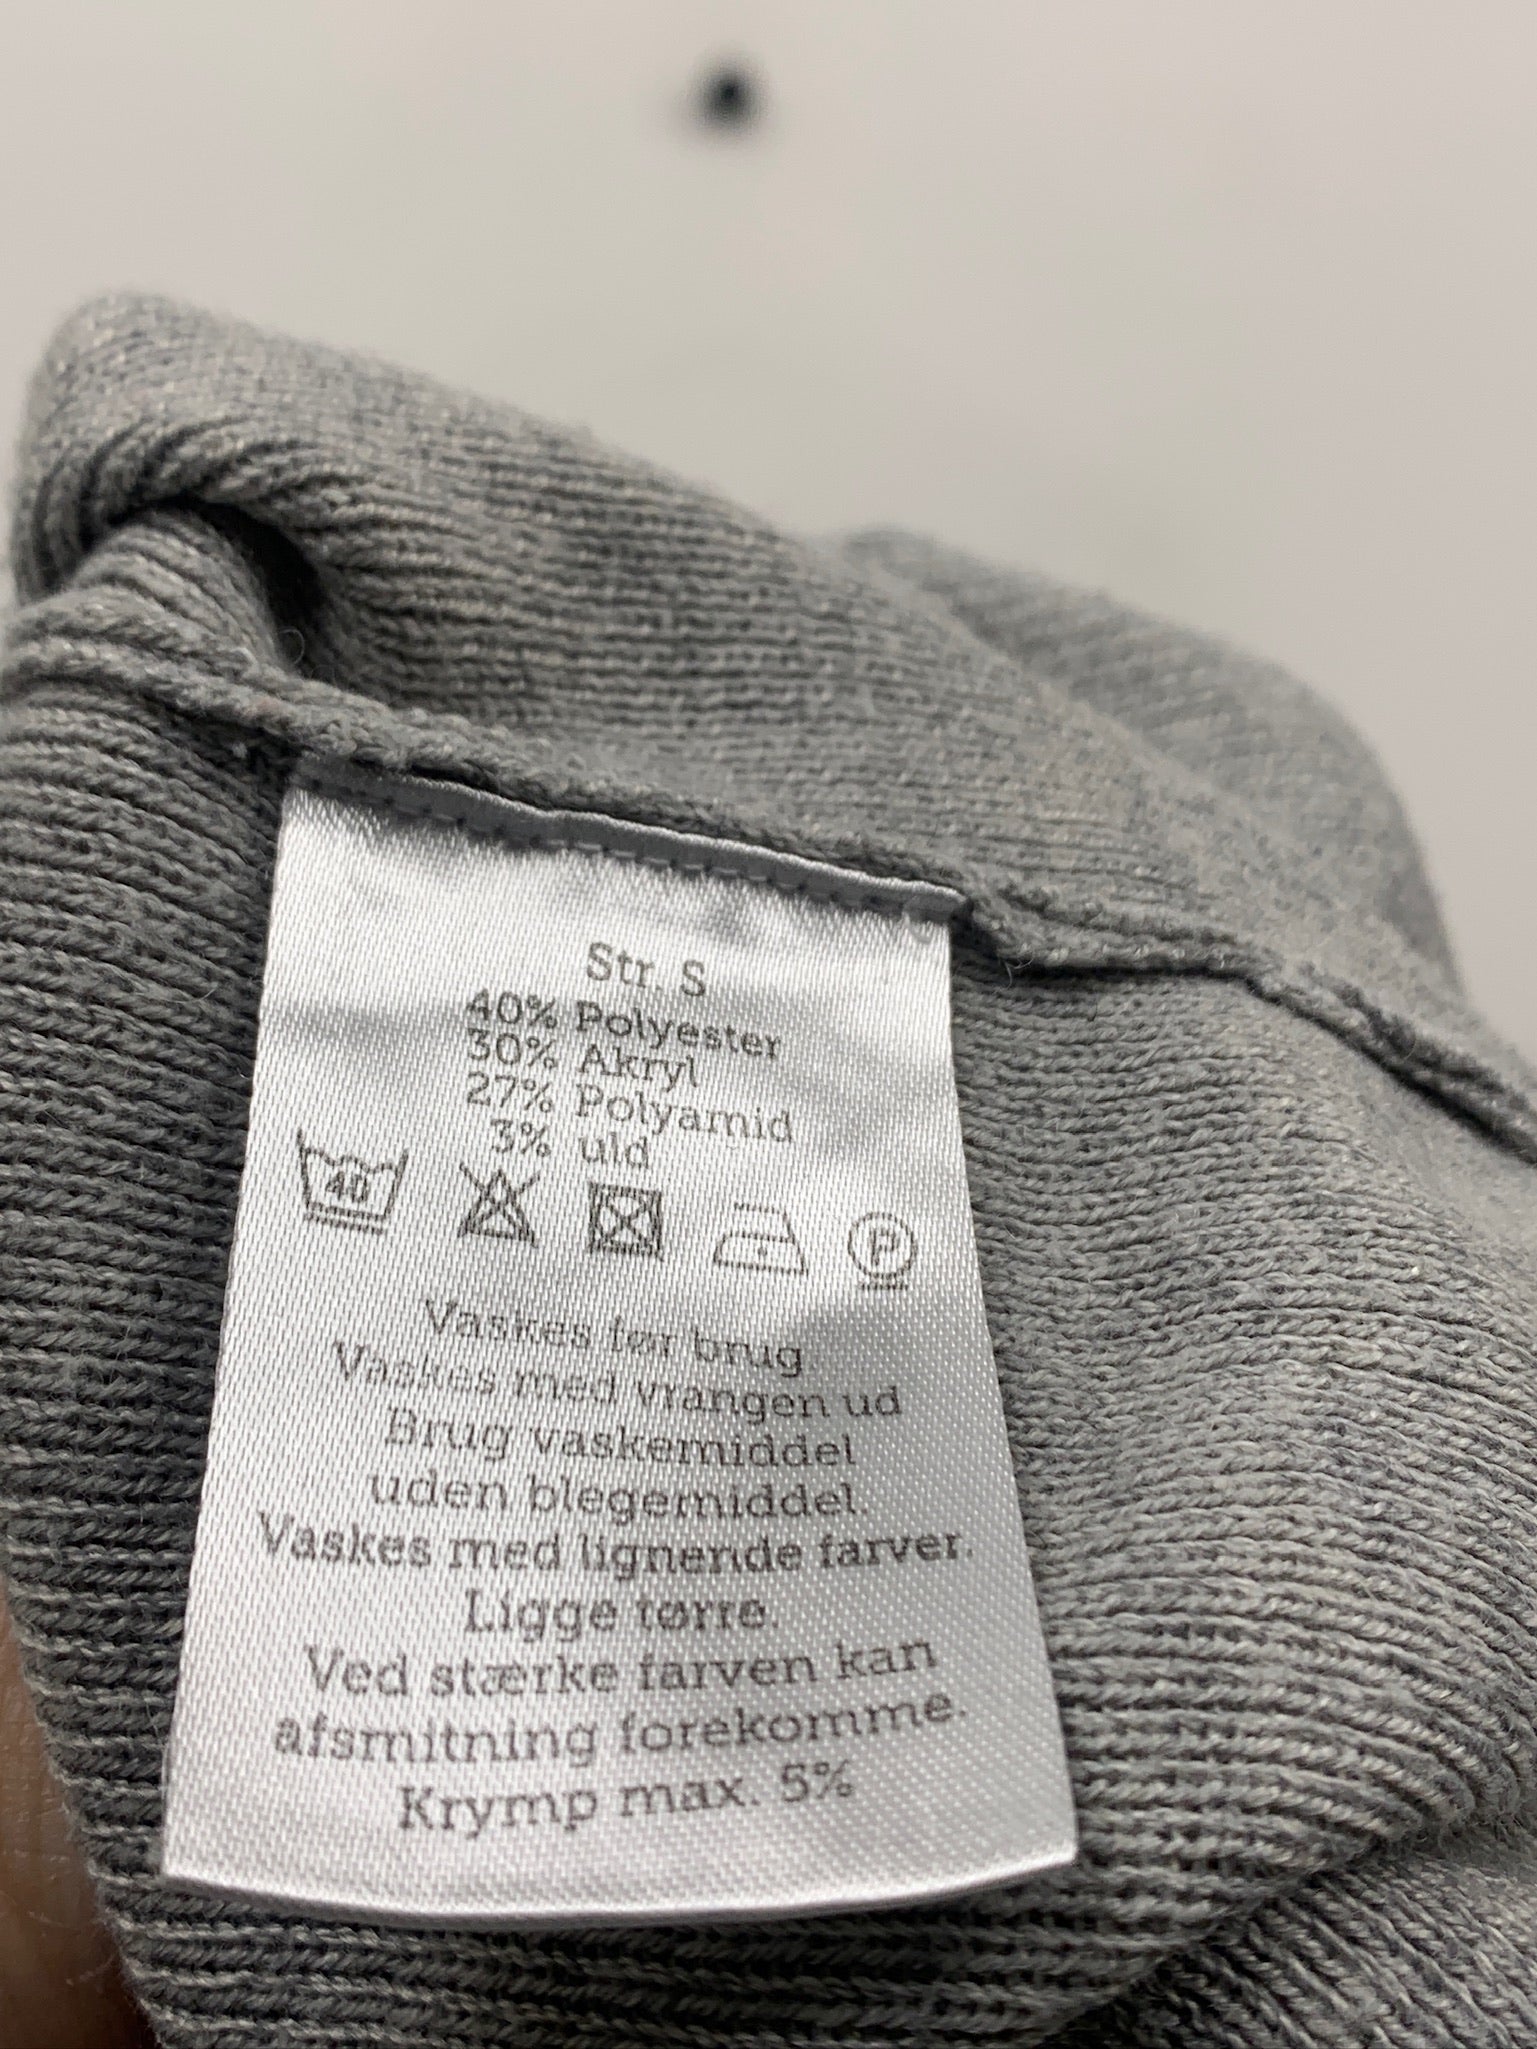 Str. S
40% Polyester
30% Akryl
27% Polyamid
3% uld
40 P
Vaskes før brug
Vaskes med vrangen ud
Brug vaskemiddel
uden blegemiddel.
Vaskes med lignende farver.
Ligge tørre.
Ved stærke farven kan
afsmitning forekomme.
Krymp max. 5%